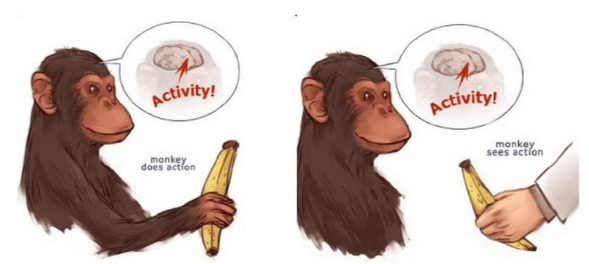 Activity!
monkey
does action
Activity!
monkey
sees action